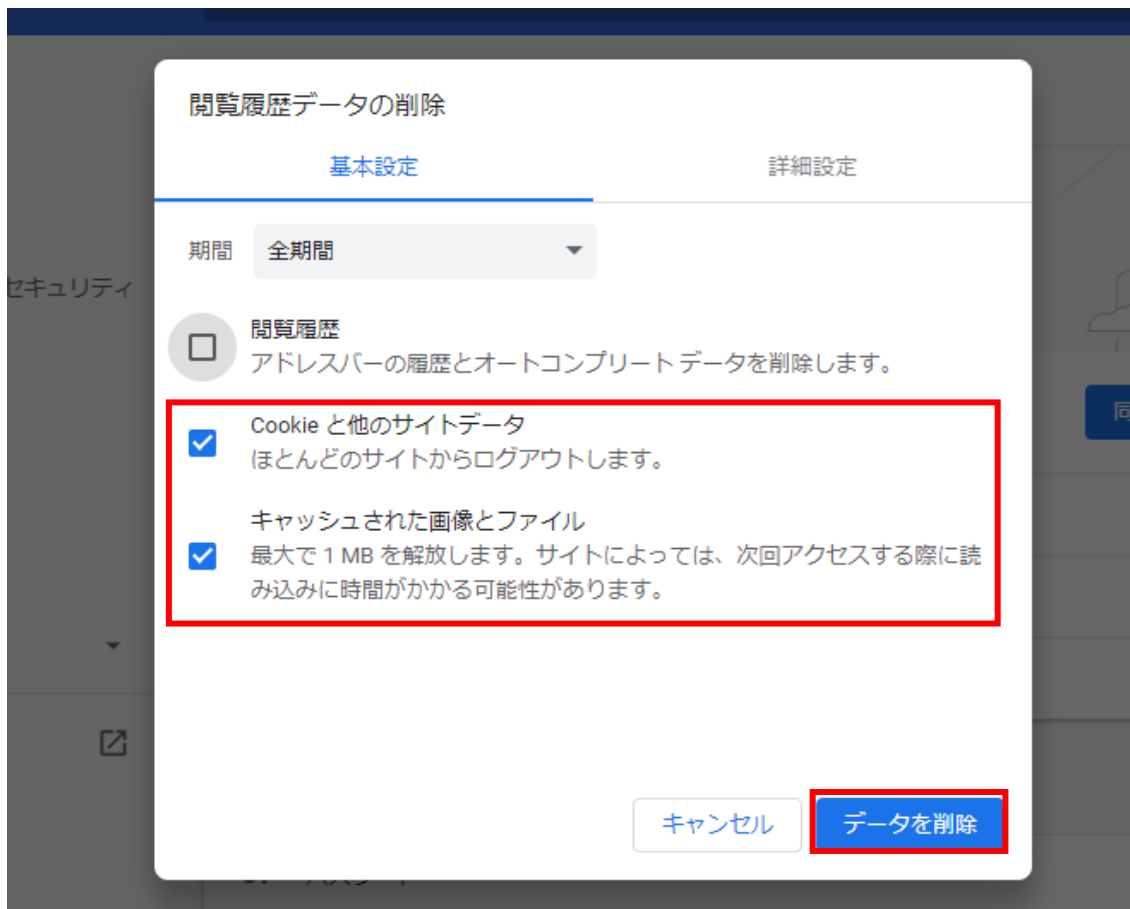 閲覧履歴データの削除
基本設定
詳細設定
期間
全期間
セキュリティ
閲覧履歴
アドレスバーの履歴とオートコンプリート データを削除します。
Cookie と他のサイトデータ
ほとんどのサイトからログアウトします。
同
キャッシュされた画像とファイル
最大で 1 MB を解放します。サイトによっては、次回アクセスする際に読
み込みに時間がかかる可能性があります。
キャンセル
データを削除